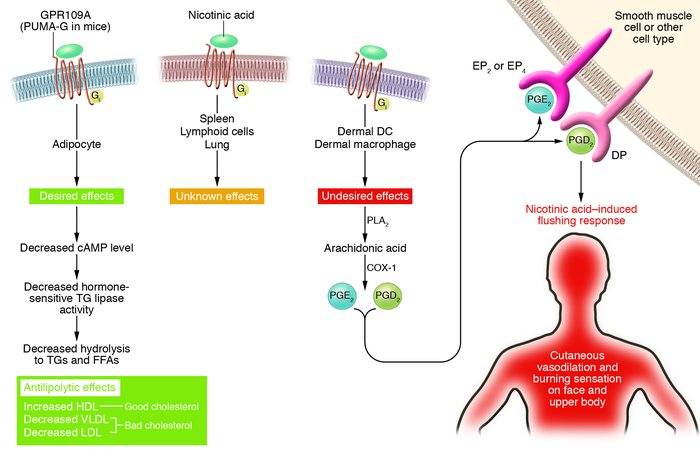 GPR109A
(PUMA-G in mice)
Gi
Adipocyte
Desired effects
Decreased cAMP level
Decreased hormone-
sensitive TG lipase
activity
Decreased hydrolysis
to TGs and FFAs
Antilipolytic effects
Increased HDL
Good cholesterol
Decreased VLDL
Decreased LDL
Bad cholesterol
Nicotinic acid
Gi
Spleen
Lymphoid cells
Lung
Unknown effects
Gi
Dermal DC
Dermal macrophage
Undesired effects
PLA2
Arachidonic acid
COX-1
PGE2
PGD2
Smooth muscle
cell or other
cell type
EP2 or EP4
PGE2
PGD2
DP
Nicotinic acid–induced
flushing response
Cutaneous
vasodilation and
burning sensation
on face and
upper body